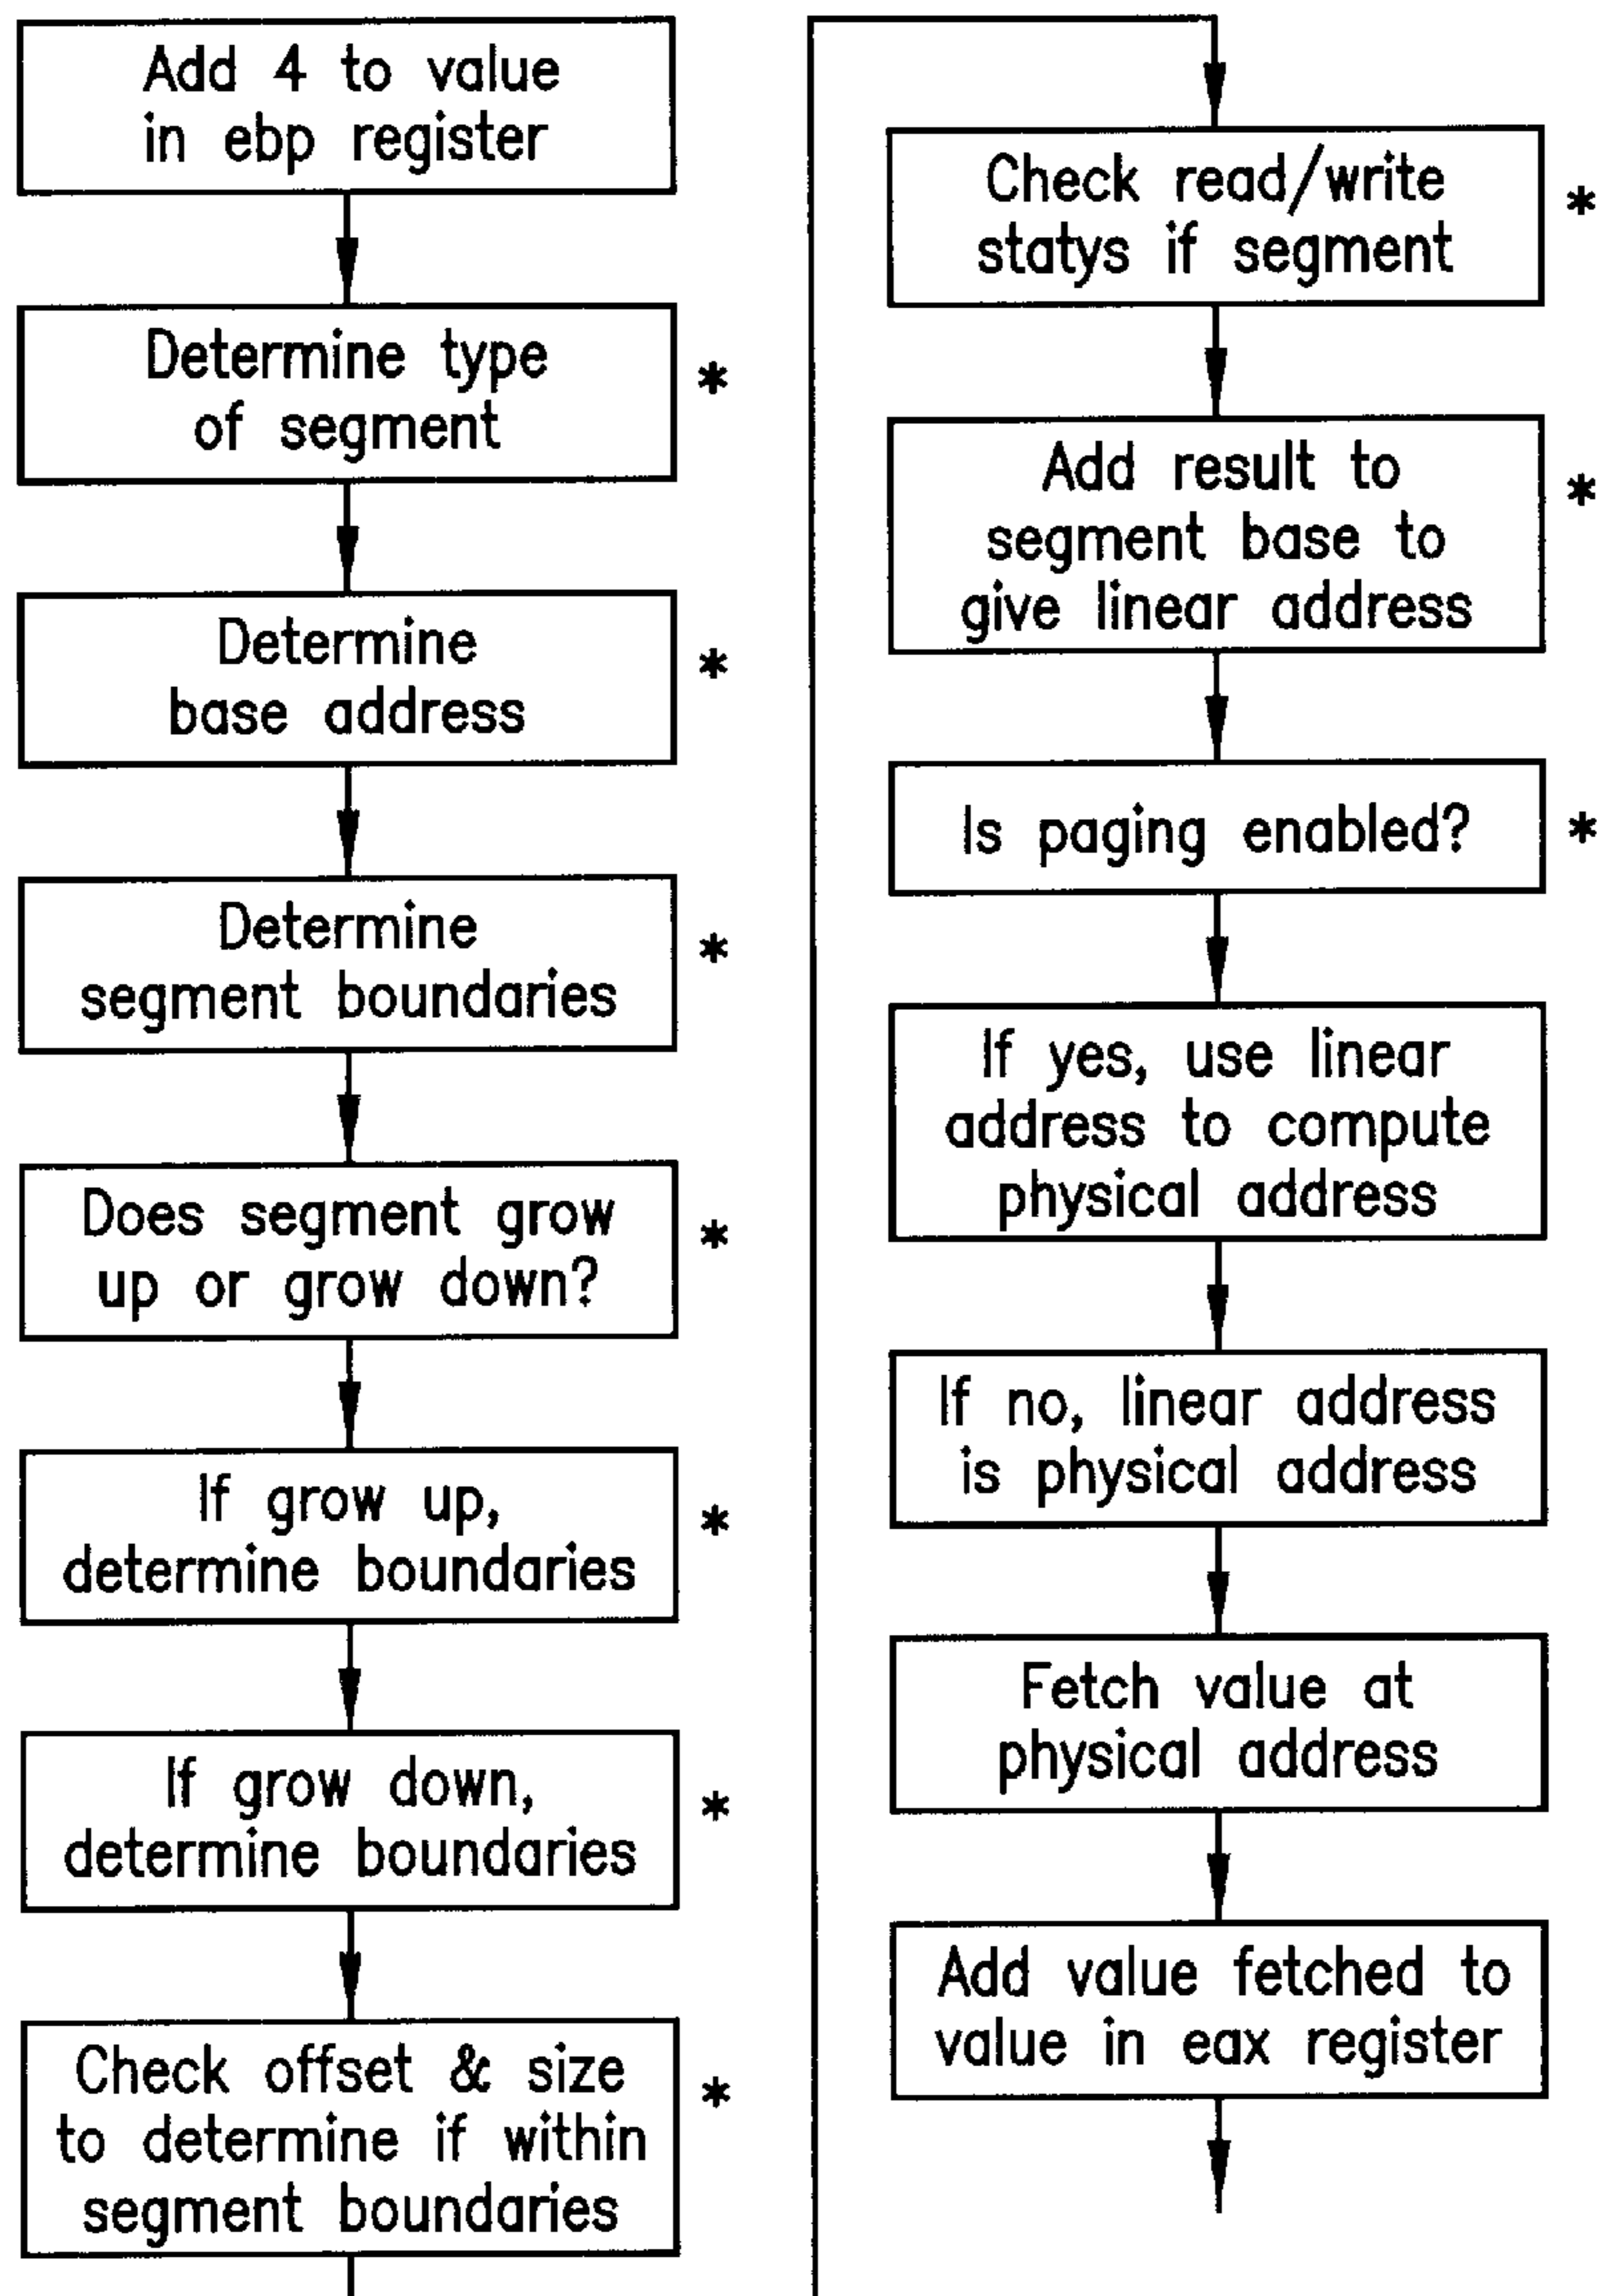 Add 4 to value
in ebp register
Determine type
of segment
*
Determine
base address
*
Determine
segment boundaries
*
Does segment grow
up or grow down?
*
If grow up,
determine boundaries
*
If grow down,
determine boundaries
*
Check offset & size
to determine if within
segment boundaries
*
Check read/write
statys if segment
*
Add result to
segment base to
give linear address
*
Is paging enabled?
*
If yes, use linear
address to compute
physical address
If no, linear address
is physical address
Fetch value at
physical address
Add value fetched to
value in eax register